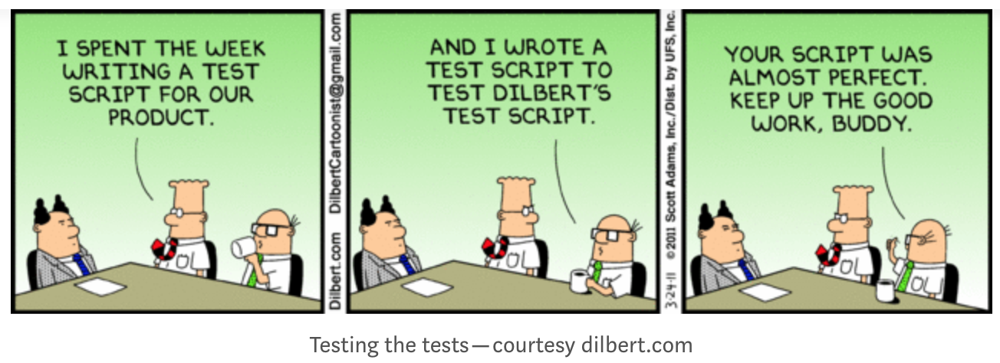 I SPENT THE WEEK
WRITING A TEST
SCRIPT FOR OUR
PRODUCT.
Dilbert.com DilbertCartoonist@gmail.com
AND I WROTE A
TEST SCRIPT TO
TEST DILBERT'S
TEST SCRIPT.
3-24-11 ©2011 Scott Adams, Inc./Dist. by UFS, Inc.
YOUR SCRIPT WAS
ALMOST PERFECT.
KEEP UP THE GOOD
WORK, BUDDY.
Testing the tests—courtesy dilbert.com